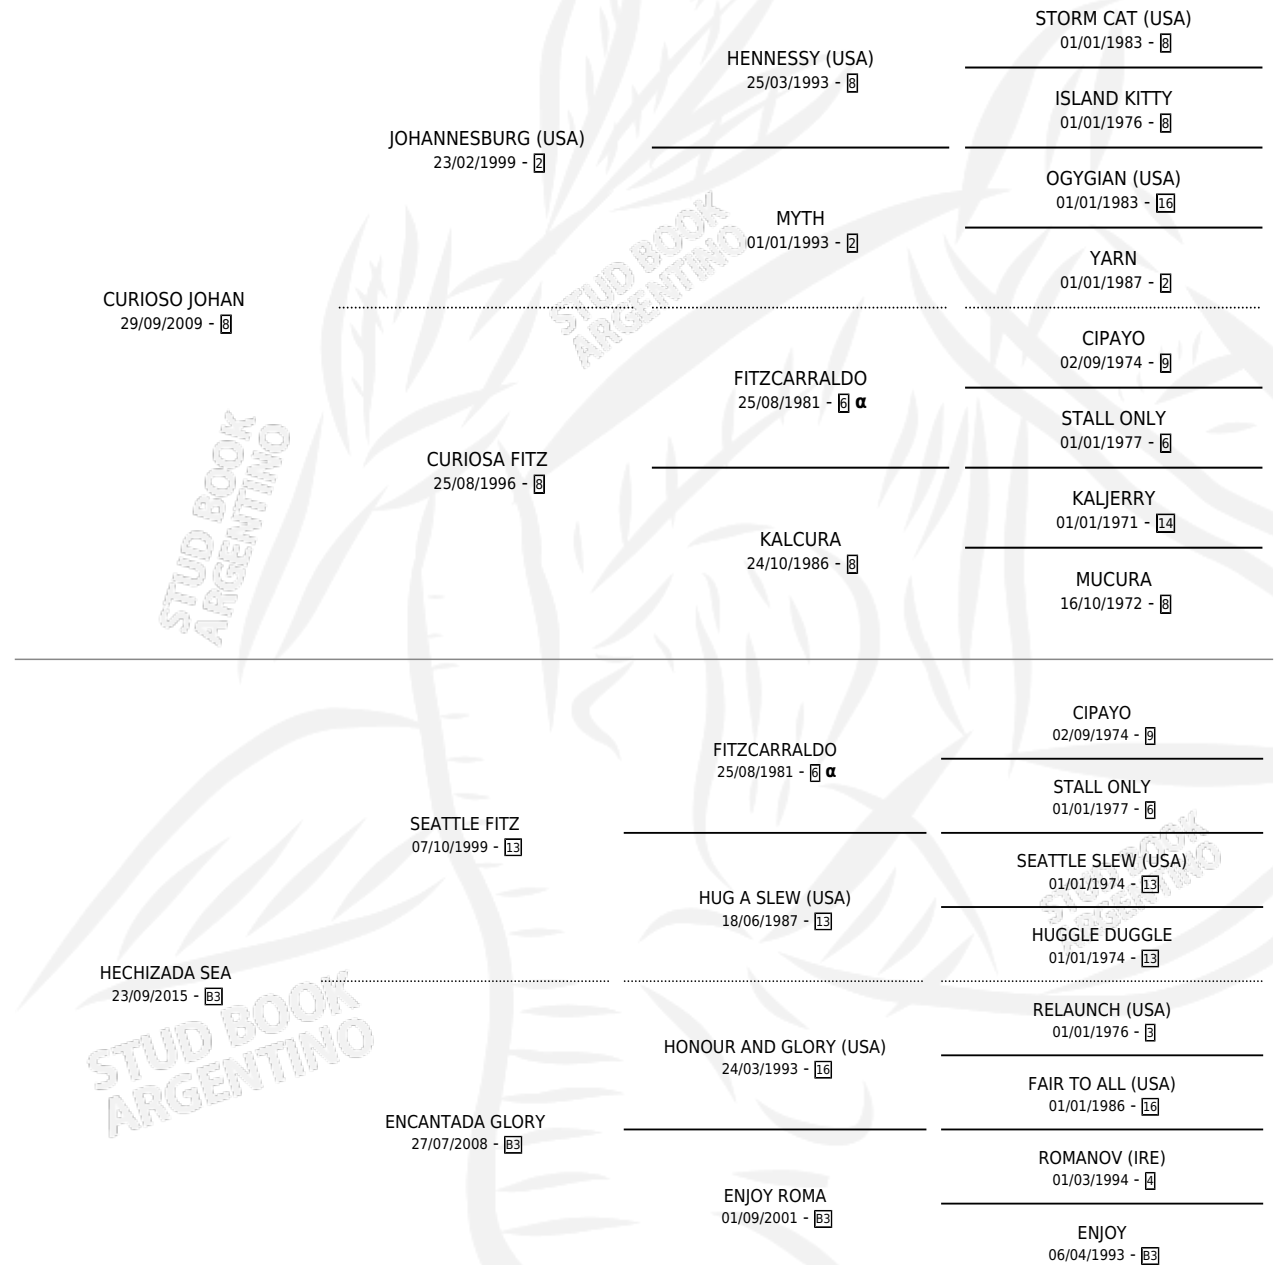 STORM CAT (USA)
01/01/1983 - 8
HENNESSY (USA)
25/03/1993 - 8
ISLAND KITTY
01/01/1976 - 8
JOHANNESBURG (USA)
23/02/1999 - 2
OGYGIAN (USA)
01/01/1983 - 16
MYTH
01/01/1993 - 2
YARN
01/01/1987 - 2
STUD BOOK
ARGENTINO
CURIOSO JOHAN
29/09/2009 - 8
CIPAYO
02/09/1974 - 9
FITZCARRALDO
25/08/1981 - 6 α
STALL ONLY
01/01/1977 - 6
CURIOSA FITZ
25/08/1996 - 8
KALJERRY
01/01/1971 - 14
KALCURA
24/10/1986 - 8
MUCURA
16/10/1972 - 8
STUD BOOK
ARGENTINO
CIPAYO
02/09/1974 - 9
FITZCARRALDO
25/08/1981 - 6 α
STALL ONLY
01/01/1977 - 6
SEATTLE FITZ
07/10/1999 - 13
SEATTLE SLEW (USA)
01/01/1974 - 13
HUG A SLEW (USA)
18/06/1987 - 13
HUGGLE DUGGLE
01/01/1974 - 13
STUD BOOK
ARGENTINO
HECHIZADA SEA
23/09/2015 - B3
RELAUNCH (USA)
01/01/1976 - 3
HONOUR AND GLORY (USA)
24/03/1993 - 16
FAIR TO ALL (USA)
01/01/1986 - 16
ENCANTADA GLORY
27/07/2008 - B3
ROMANOV (IRE)
01/03/1994 - 4
ENJOY ROMA
01/09/2001 - B3
ENJOY
06/04/1993 - B3
STUD BOOK
ARGENTINO